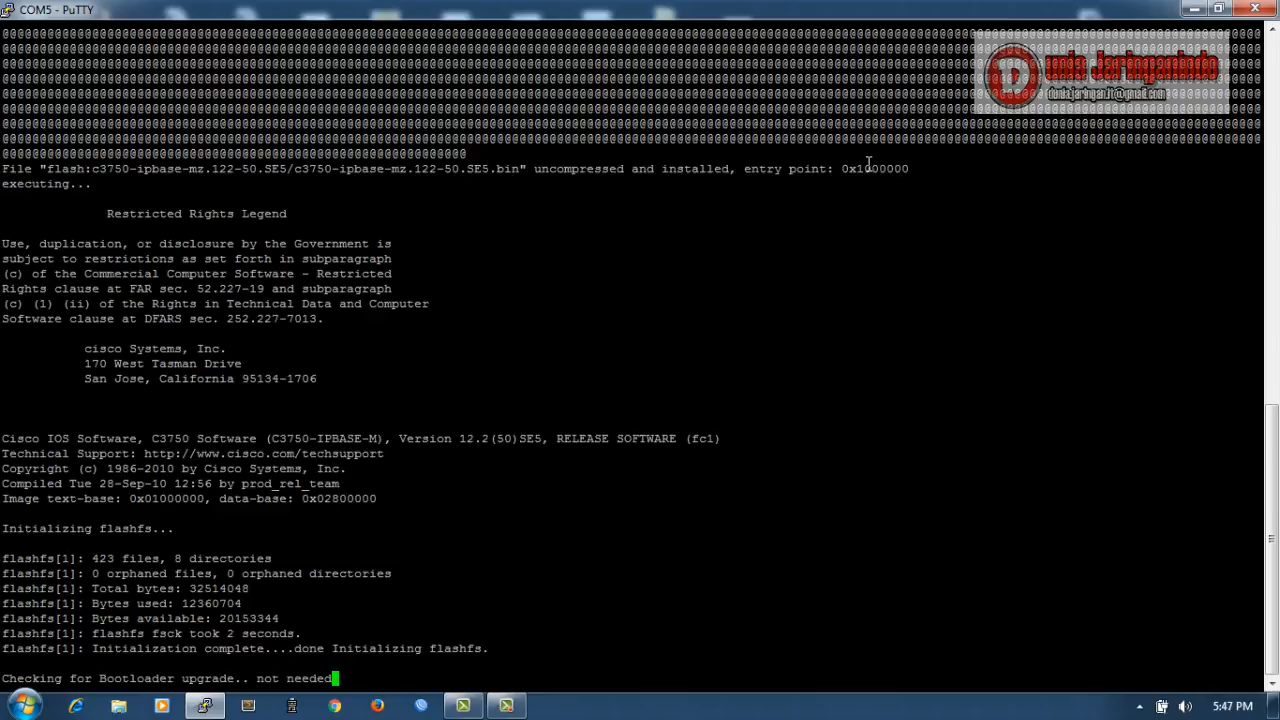 COM5 - PuTTY
unia Jaringanindo
dunia.jaringan.it@gmail.com
File "flash:c3750-ipbase-mz.122-50.SE5/c3750-ipbase-mz.122-50.SE5.bin" uncompressed and installed, entry point: 0x1000000
executing...
Restricted Rights Legend
Use, duplication, or disclosure by the Government is
subject to restrictions as set forth in subparagraph
(c) of the Commercial Computer Software - Restricted
Rights clause at FAR sec. 52.227-19 and subparagraph
(c) (1) (ii) of the Rights in Technical Data and Computer
Software clause at DFARS sec. 252.227-7013.
cisco Systems, Inc.
170 West Tasman Drive
San Jose, California 95134-1706
Cisco IOS Software, C3750 Software (C3750-IPBASE-M), Version 12.2(50)SE5, RELEASE SOFTWARE (fc1)
Technical Support: http://www.cisco.com/techsupport
Copyright (c) 1986-2010 by Cisco Systems, Inc.
Compiled Tue 28-Sep-10 12:56 by prod_rel_team
Image text-base: 0x01000000, data-base: 0x02800000
Initializing flashfs...
flashfs[1]: 423 files, 8 directories
flashfs[1]: 0 orphaned files, 0 orphaned directories
flashfs[1]: Total bytes: 32514048
flashfs[1]: Bytes used: 12360704
flashfs[1]: Bytes available: 20153344
flashfs[1]: flashfs fsck took 2 seconds.
flashfs[1]: Initialization complete....done Initializing flashfs.
Checking for Bootloader upgrade.. not needed
5:47 PM